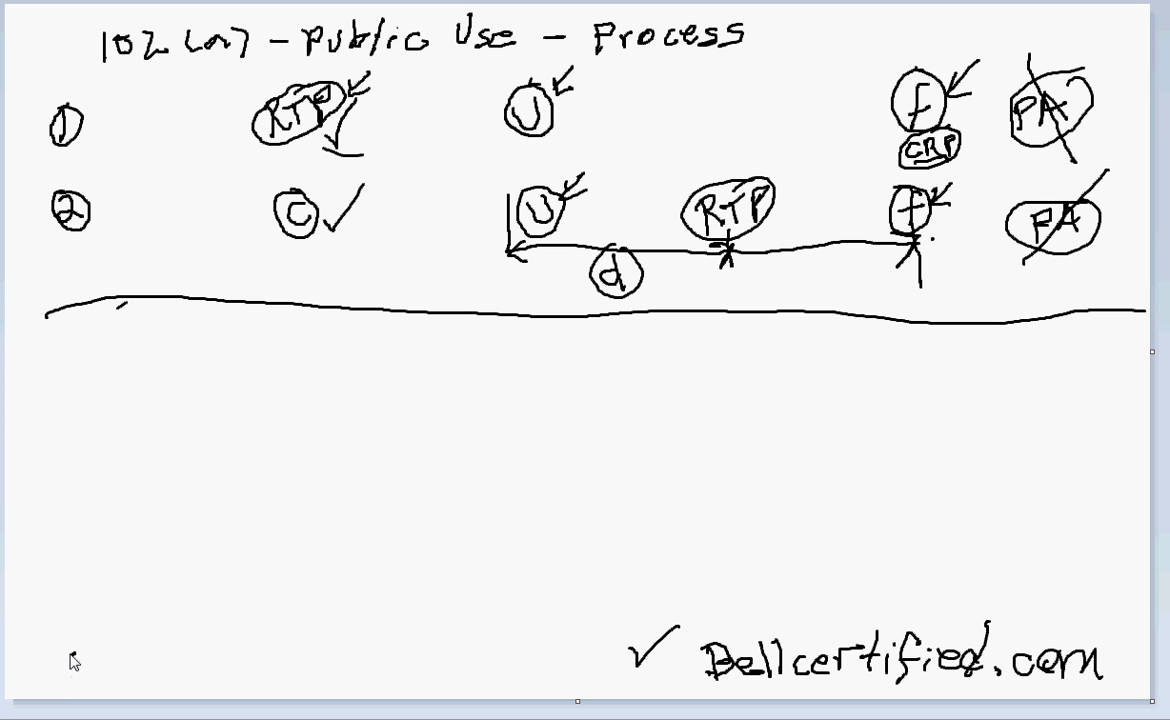 102 (a) - Public Use - Process
1 RTP U f PA
CRP
2 C U RTP f PA
d
✓ Bellcertified.com